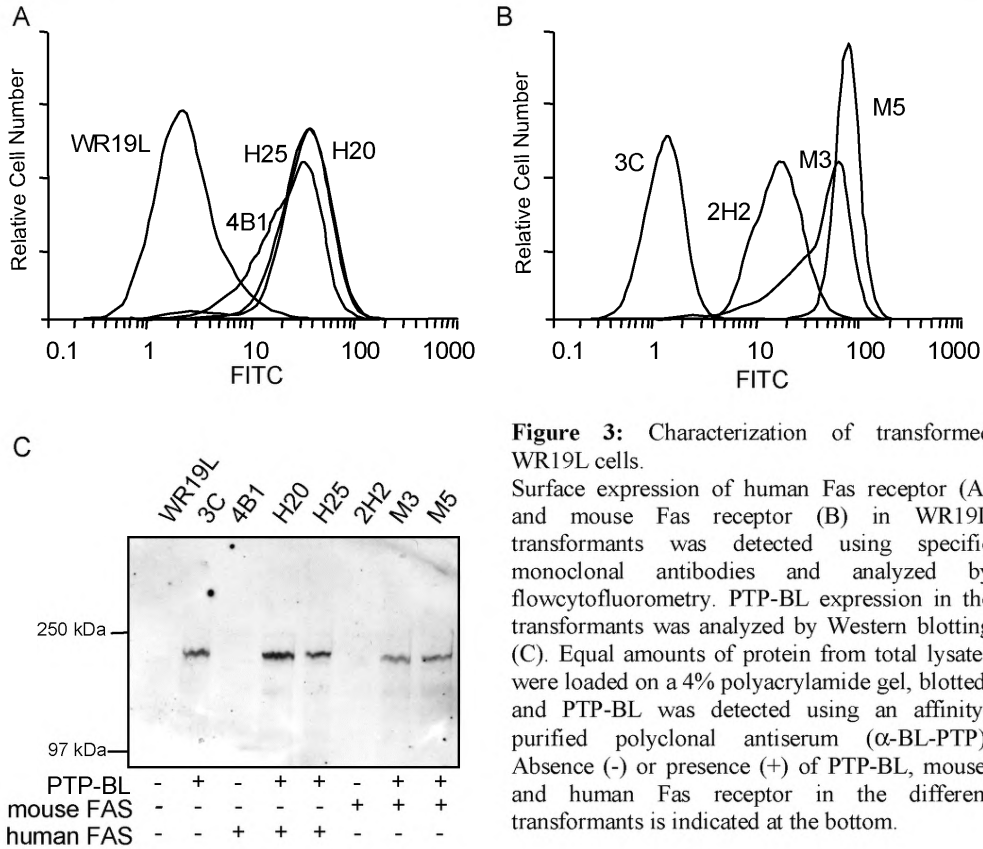 A
Relative Cell Number
WR19L
H25
H20
4B1
0.1 1 10 100 1000
FITC
B
Relative Cell Number
3C
2H2
M3
M5
0.1 1 10 100 1000
FITC
C
WR19L 3C 4B1 H20 H25 2H2 M3 M5
250 kDa
97 kDa
PTP-BL - + - + + - + +
mouse FAS - - - - - + + +
human FAS - - + + + - - -
Figure 3: Characterization of transformed
WR19L cells.
Surface expression of human Fas receptor (A
and mouse Fas receptor (B) in WR19L
transformants was detected using specifi
monoclonal antibodies and analyzed by
flowcytofluorometry. PTP-BL expression in the
transformants was analyzed by Western blotting
(C). Equal amounts of protein from total lysate
were loaded on a 4% polyacrylamide gel, blotted
and PTP-BL was detected using an affinity
purified polyclonal antiserum (α-BL-PTP)
Absence (-) or presence (+) of PTP-BL, mouse
and human Fas receptor in the differen
transformants is indicated at the bottom.